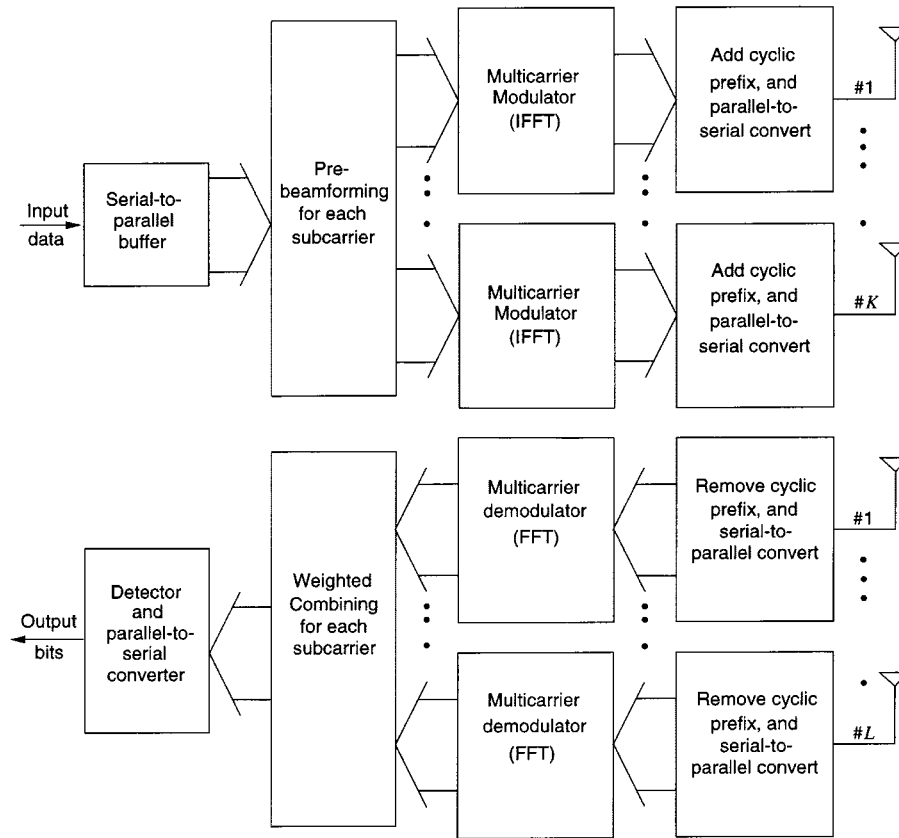 Input
data
Serial-to-
parallel
buffer
Pre-
beamforming
for each
subcarrier
Multicarrier
Modulator
(IFFT)
Add cyclic
prefix, and
parallel-to-
serial convert
#1
Multicarrier
Modulator
(IFFT)
Add cyclic
prefix, and
parallel-to-
serial convert
#K
Output
bits
Detector
and
parallel-to-
serial
converter
Weighted
Combining
for each
subcarrier
Multicarrier
demodulator
(FFT)
Remove cyclic
prefix, and
serial-to-
parallel convert
#1
Multicarrier
demodulator
(FFT)
Remove cyclic
prefix, and
serial-to-
parallel convert
#L